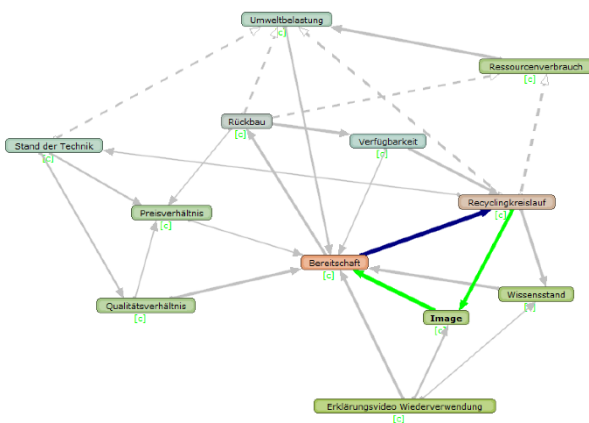 Umweltbelastung
[c]
Ressourcenverbrauch
[c]
Rückbau
[c]
Verfügbarkeit
[c]
Stand der Technik
[c]
Recyclingkreislauf
[c]
Preisverhältnis
[c]
Bereitschaft
[c]
Wissensstand
[c]
Qualitätsverhältnis
[c]
Image
[c]
Erklärungsvideo Wiederverwendung
[c]